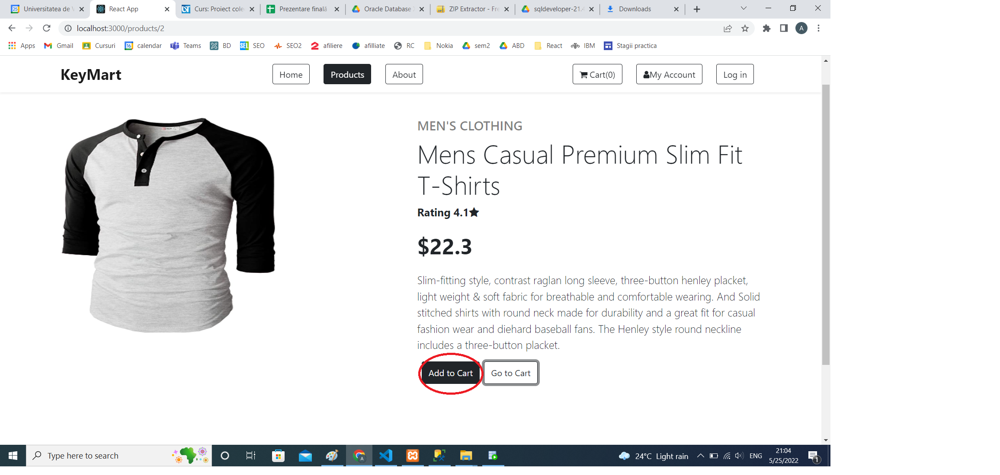 Universitatea de V
React App
Curs: Proiect cole
Prezentare finală
Oracle Database X
ZIP Extractor - Fre
sqldeveloper-21.4
Downloads
localhost:3000/products/2
A
Apps
Gmail
Cursuri
calendar
Teams
BD
SEO
SEO2
afiliere
afilliate
RC
Nokia
sem2
ABD
React
IBM
Stagii practica
KeyMart
Home
Products
About
Cart(0)
My Account
Log in
MEN'S CLOTHING
Mens Casual Premium Slim Fit
T-Shirts
Rating 4.1
$22.3
Slim-fitting style, contrast raglan long sleeve, three-button henley placket,
light weight & soft fabric for breathable and comfortable wearing. And Solid
stitched shirts with round neck made for durability and a great fit for casual
fashion wear and diehard baseball fans. The Henley style round neckline
includes a three-button placket.
Add to Cart
Go to Cart
Type here to search
24°C Light rain
ENG
21:04
5/25/2022
1